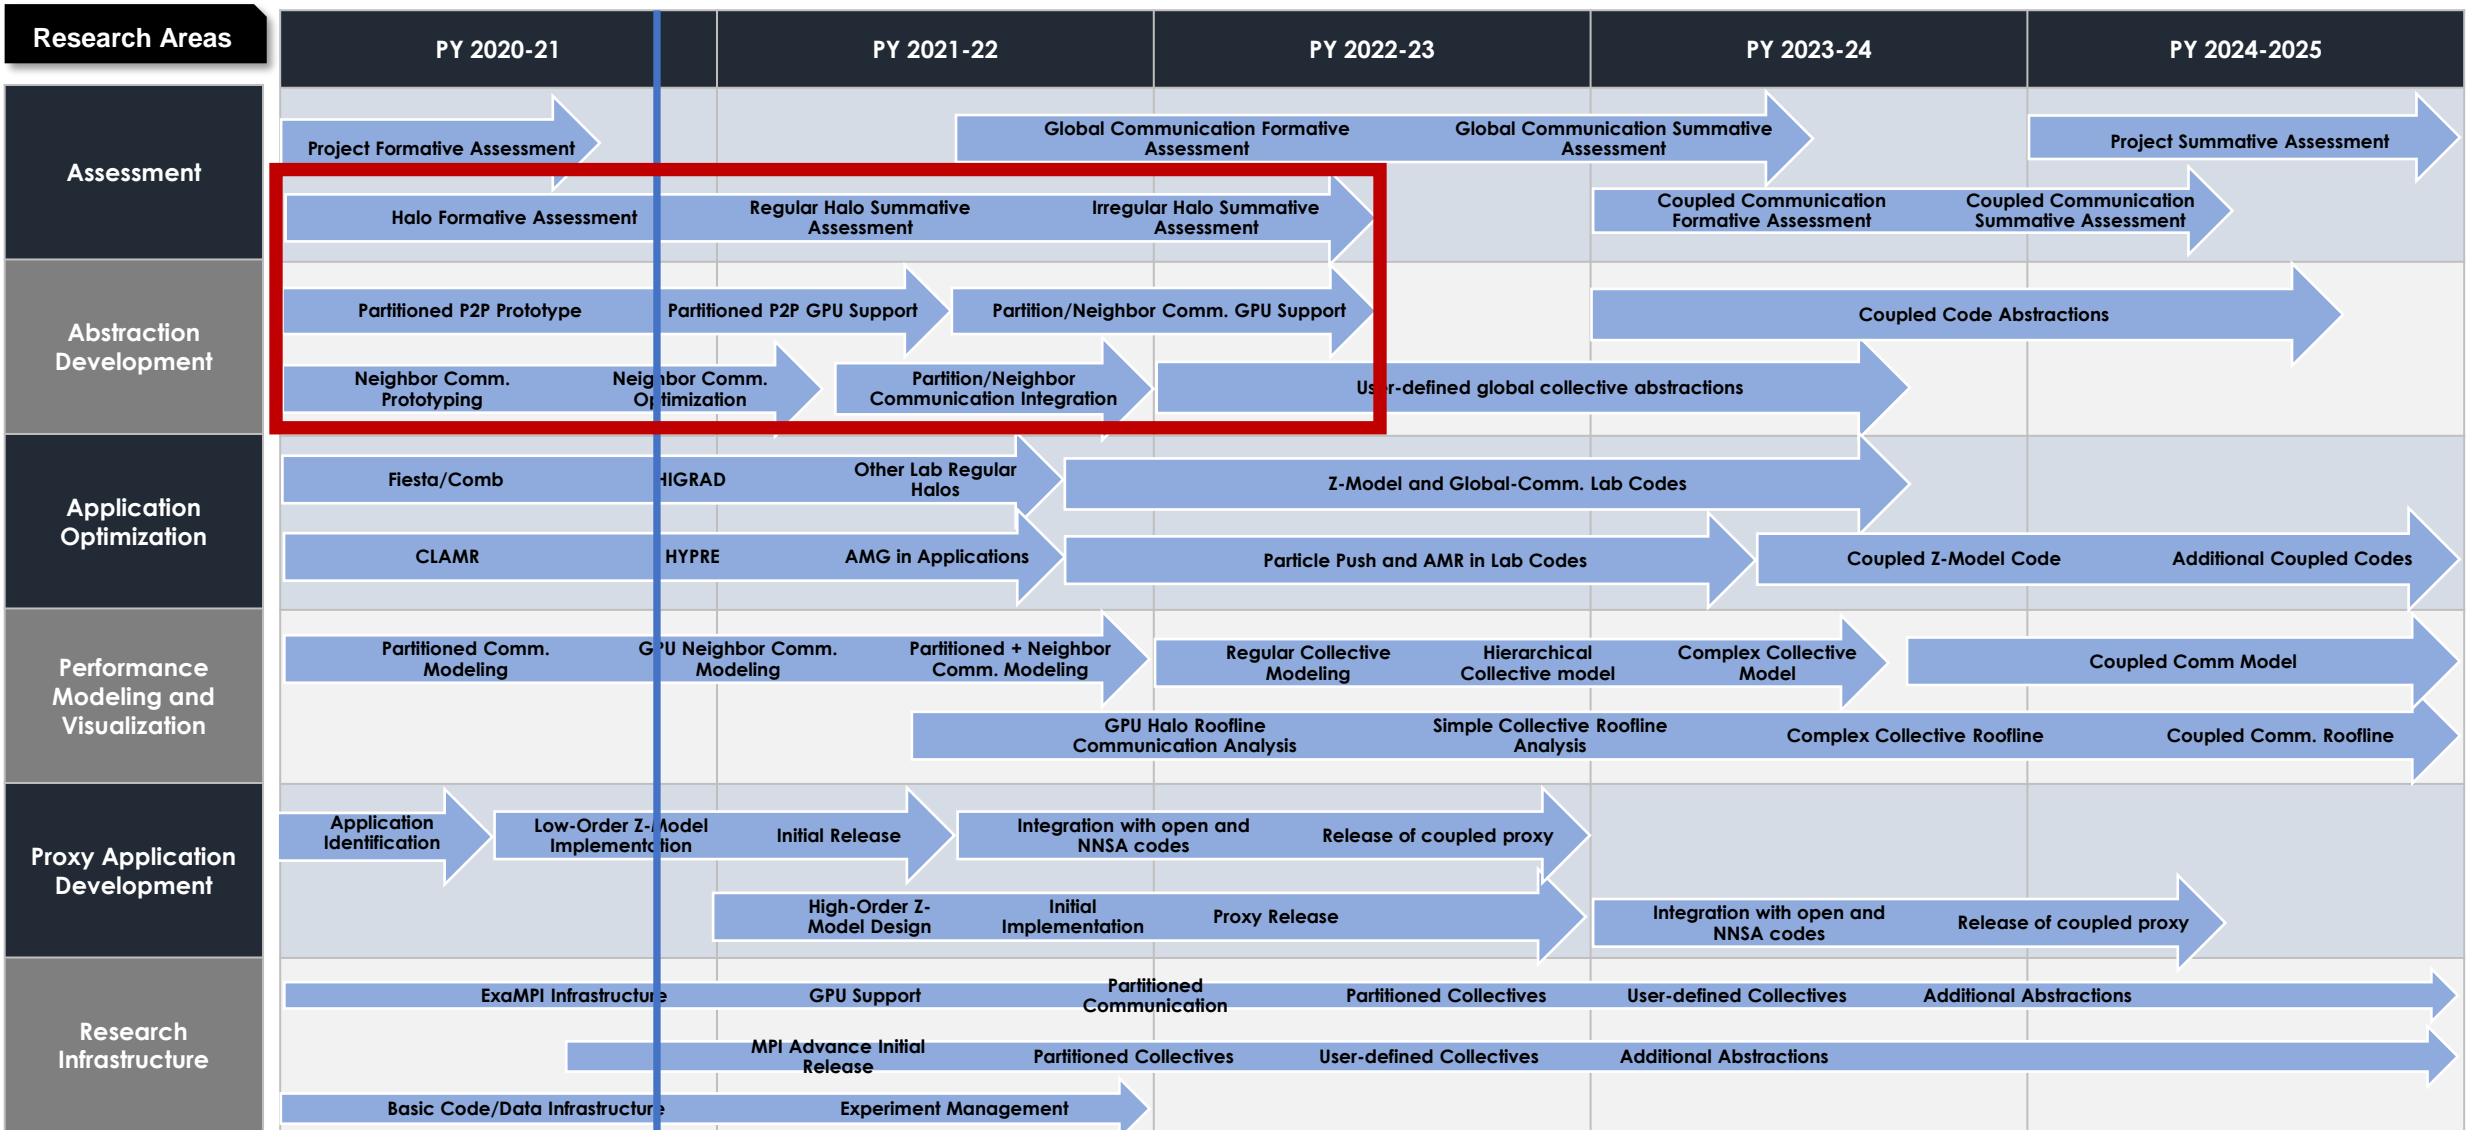 Research Areas
PY 2020-21
PY 2021-22
PY 2022-23
PY 2023-24
PY 2024-2025
Assessment
Project Formative Assessment
Global Communication Formative
Assessment
Global Communication Summative
Assessment
Project Summative Assessment
Halo Formative Assessment
Regular Halo Summative
Assessment
Irregular Halo Summative
Assessment
Coupled Communication
Formative Assessment
Coupled Communication
Summative Assessment
Abstraction
Development
Partitioned P2P Prototype
Partitioned P2P GPU Support
Partition/Neighbor Comm. GPU Support
Coupled Code Abstractions
Neighbor Comm.
Prototyping
Neighbor Comm.
Optimization
Partition/Neighbor
Communication Integration
User-defined global collective abstractions
Application
Optimization
Fiesta/Comb
HIGRAD
Other Lab Regular
Halos
Z-Model and Global-Comm. Lab Codes
CLAMR
HYPRE
AMG in Applications
Particle Push and AMR in Lab Codes
Coupled Z-Model Code
Additional Coupled Codes
Performance
Modeling and
Visualization
Partitioned Comm.
Modeling
GPU Neighbor Comm.
Modeling
Partitioned + Neighbor
Comm. Modeling
Regular Collective
Modeling
Hierarchical
Collective model
Complex Collective
Model
Coupled Comm Model
GPU Halo Roofline
Communication Analysis
Simple Collective Roofline
Analysis
Complex Collective Roofline
Coupled Comm. Roofline
Proxy Application
Development
Application
Identification
Low-Order Z-Model
Implementation
Initial Release
Integration with open and
NNSA codes
Release of coupled proxy
High-Order Z-
Model Design
Initial
Implementation
Proxy Release
Integration with open and
NNSA codes
Release of coupled proxy
Research
Infrastructure
ExaMPI Infrastructure
GPU Support
Partitioned
Communication
Partitioned Collectives
User-defined Collectives
Additional Abstractions
MPI Advance Initial
Release
Partitioned Collectives
User-defined Collectives
Additional Abstractions
Basic Code/Data Infrastructure
Experiment Management